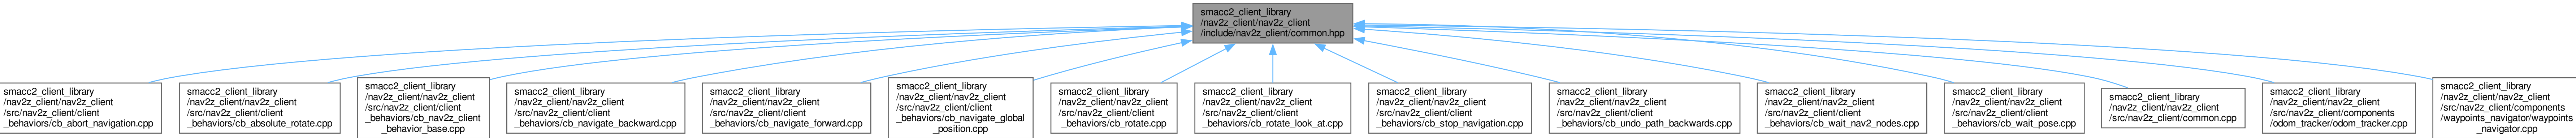 smacc2_client_library
/nav2z_client/nav2z_client
/include/nav2z_client/common.hpp
smacc2_client_library
/nav2z_client/nav2z_client
/src/nav2z_client/client
_behaviors/cb_abort_navigation.cpp
smacc2_client_library
/nav2z_client/nav2z_client
/src/nav2z_client/client
_behaviors/cb_absolute_rotate.cpp
smacc2_client_library
/nav2z_client/nav2z_client
/src/nav2z_client/client
_behaviors/cb_nav2z_client
_behavior_base.cpp
smacc2_client_library
/nav2z_client/nav2z_client
/src/nav2z_client/client
_behaviors/cb_navigate_backward.cpp
smacc2_client_library
/nav2z_client/nav2z_client
/src/nav2z_client/client
_behaviors/cb_navigate_forward.cpp
smacc2_client_library
/nav2z_client/nav2z_client
/src/nav2z_client/client
_behaviors/cb_navigate_global
_position.cpp
smacc2_client_library
/nav2z_client/nav2z_client
/src/nav2z_client/client
_behaviors/cb_rotate.cpp
smacc2_client_library
/nav2z_client/nav2z_client
/src/nav2z_client/client
_behaviors/cb_rotate_look_at.cpp
smacc2_client_library
/nav2z_client/nav2z_client
/src/nav2z_client/client
_behaviors/cb_stop_navigation.cpp
smacc2_client_library
/nav2z_client/nav2z_client
/src/nav2z_client/client
_behaviors/cb_undo_path_backwards.cpp
smacc2_client_library
/nav2z_client/nav2z_client
/src/nav2z_client/client
_behaviors/cb_wait_nav2_nodes.cpp
smacc2_client_library
/nav2z_client/nav2z_client
/src/nav2z_client/client
_behaviors/cb_wait_pose.cpp
smacc2_client_library
/nav2z_client/nav2z_client
/src/nav2z_client/common.cpp
smacc2_client_library
/nav2z_client/nav2z_client
/src/nav2z_client/components
/odom_tracker/odom_tracker.cpp
smacc2_client_library
/nav2z_client/nav2z_client
/src/nav2z_client/components
/waypoints_navigator/waypoints
_navigator.cpp